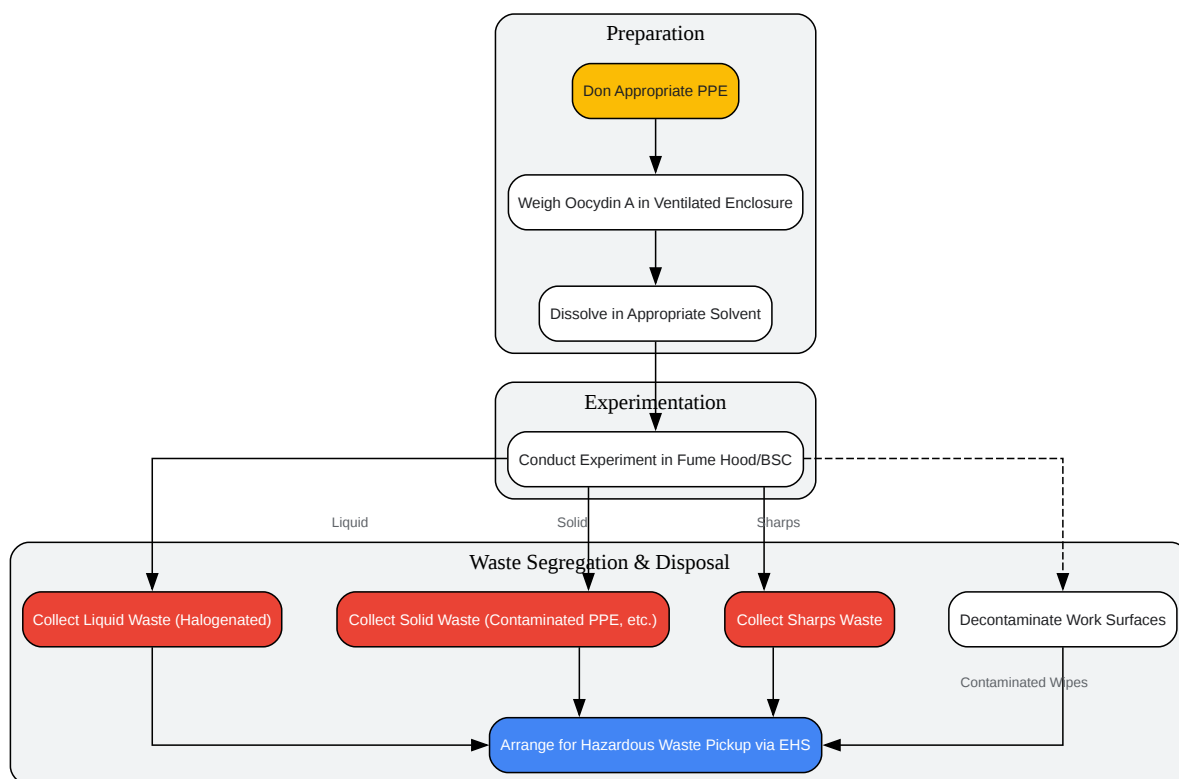 Preparation
Don Appropriate PPE
Weigh Oocydin A in Ventilated Enclosure
Dissolve in Appropriate Solvent
Experimentation
Conduct Experiment in Fume Hood/BSC
Liquid
Solid
Sharps
Waste Segregation & Disposal
Collect Liquid Waste (Halogenated)
Collect Solid Waste (Contaminated PPE, etc.)
Collect Sharps Waste
Decontaminate Work Surfaces
Contaminated Wipes
Arrange for Hazardous Waste Pickup via EHS